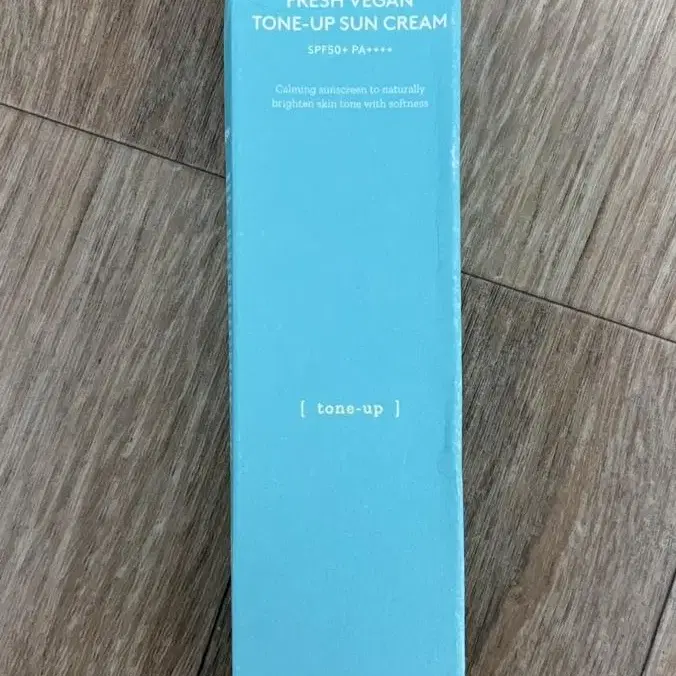 FRESH VEGAN
TONE-UP SUN CREAM
SPF50+ PA++++
Calming sunscreen to naturally
brighten skin tone with softness
[ tone-up ]